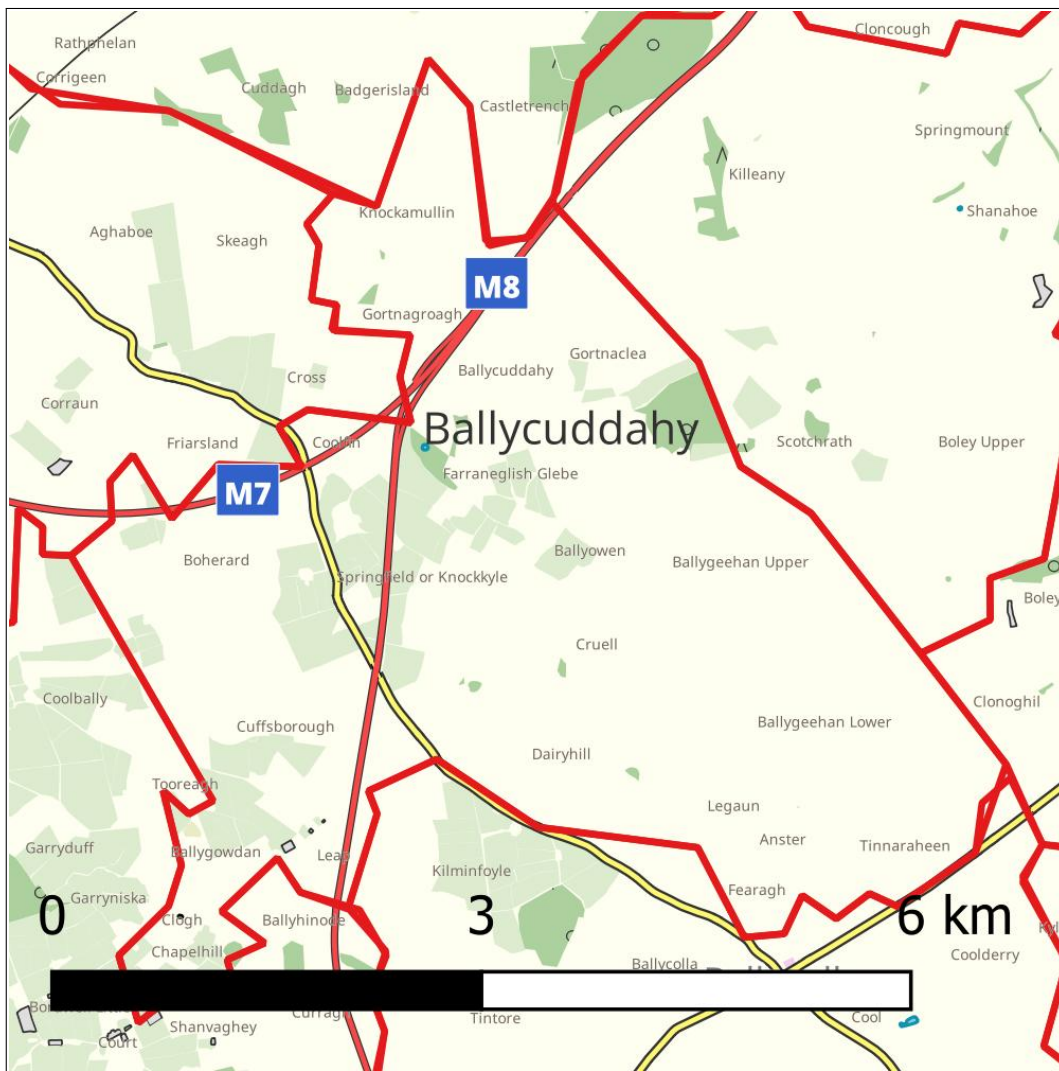 Cloncough
Rathphelan
Corrigeen
Cuddagh
Badgerisland
Castletrench
Springmount
Killeany
Knockamullin
Shanahoe
Aghaboe
Skeagh
M8
Gortnagroagh
Gortnaclea
Ballycuddahy
Cross
Corraun
Ballycuddahy
Friarsland
Coolfin
Scotchrath
Boley Upper
Farraneglish Glebe
M7
Ballyowen
Boherard
Ballygeehan Upper
Springfield or Knockkyle
Boley
Cruell
Coolbally
Clonoghil
Cuffsborough
Ballygeehan Lower
Dairyhill
Tooreagh
Legaun
Anster
Tinnaraheen
Garryduff
Ballygowdan
Leap
Kilminfoyle
Fearagh
Garryniska
0 3 6 km
Clogh
Ballyhinode
Chapelhill
Coolderry
Ballycolla
Curragh
Tintore
Cool
Shanvaghey
Court